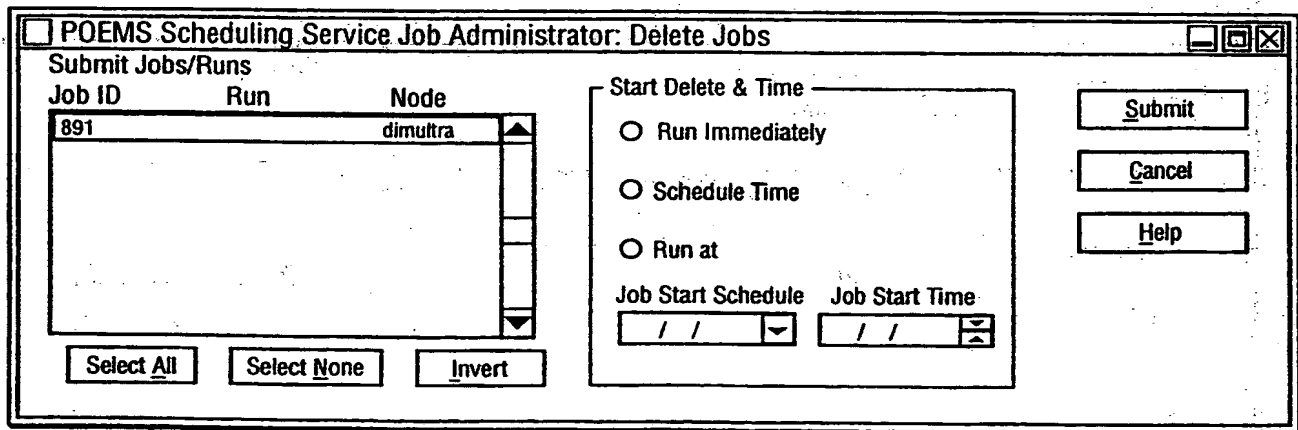 POEMS Scheduling Service Job Administrator: Delete Jobs
Submit Jobs/Runs
Job ID Run Node
891 dimultra
Select All Select None Invert
Start Delete & Time
Run Immediately
Schedule Time
Run at
Job Start Schedule Job Start Time
/ / / /
Submit
Cancel
Help